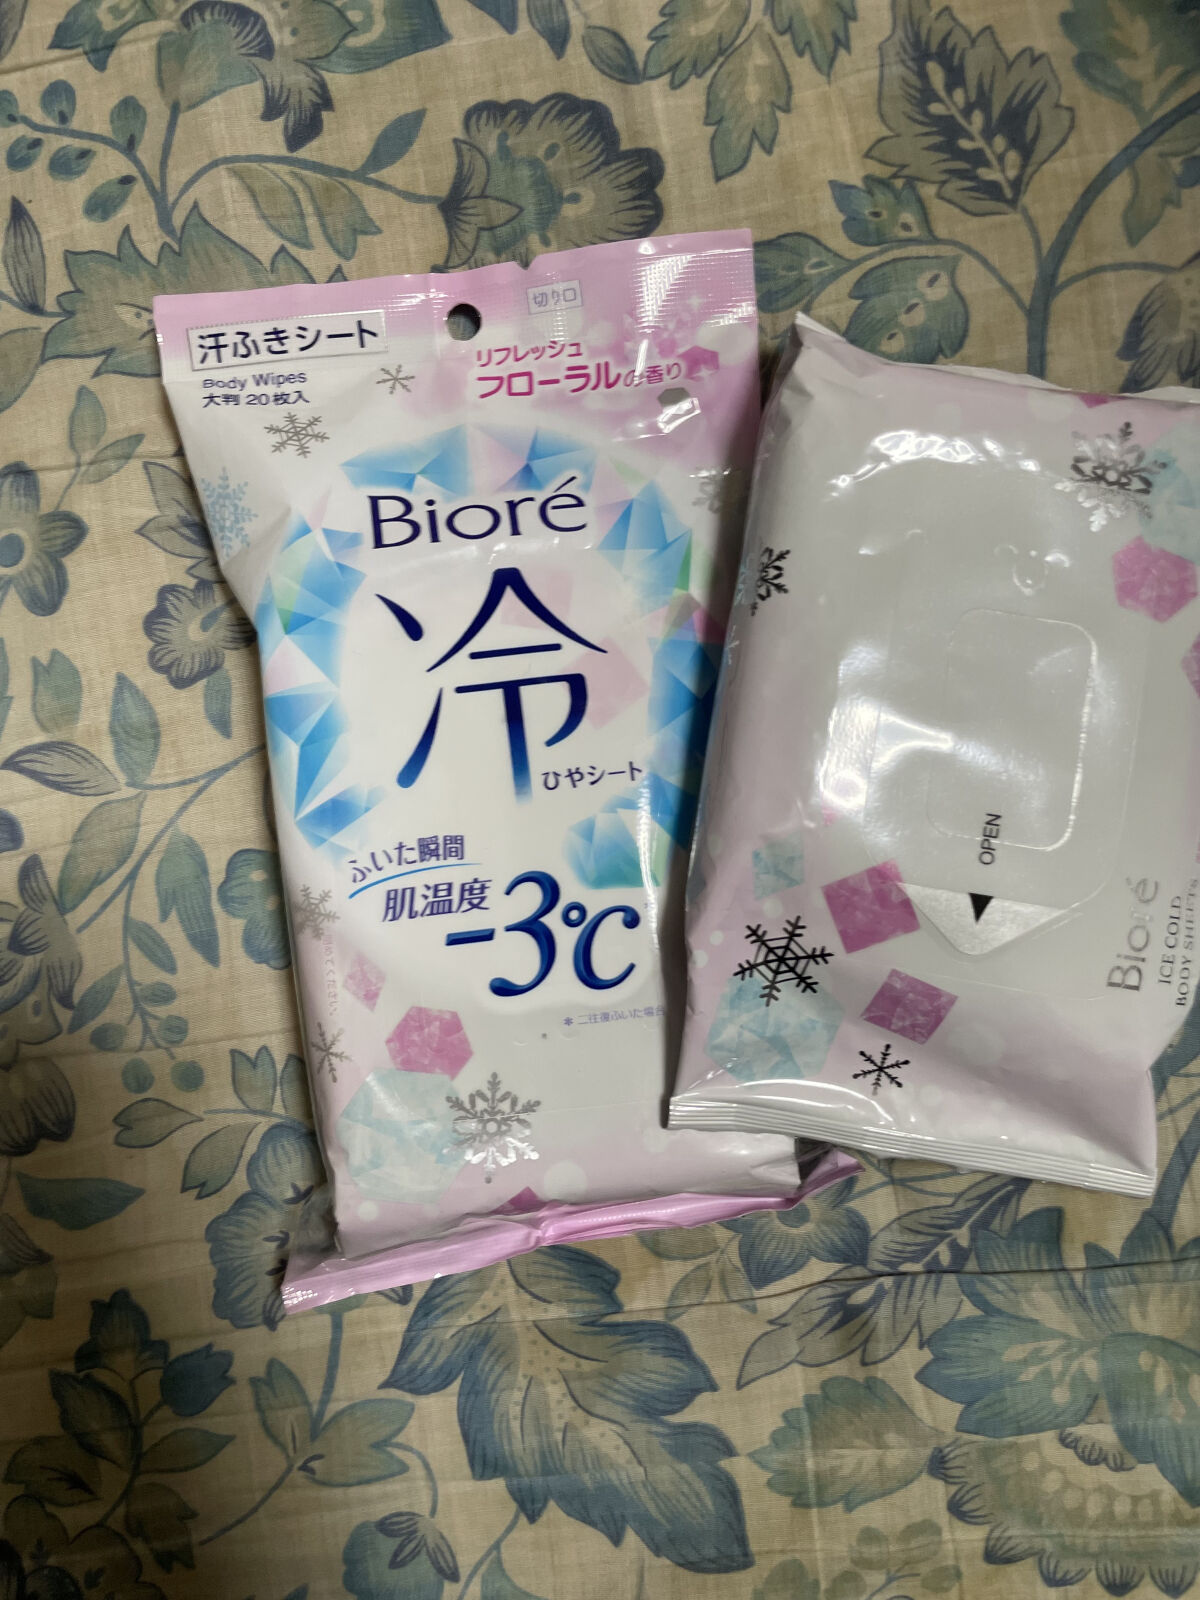 切り口
汗ふきシート
Body Wipes
大判 20枚入
リフレッシュ
フローラルの香り
Bioré
冷
ひやシート
ふいた瞬間
肌温度
-3℃
＊二往復ふいた場合
OPEN
Bioré
ICE COLD
BODY SHEETS